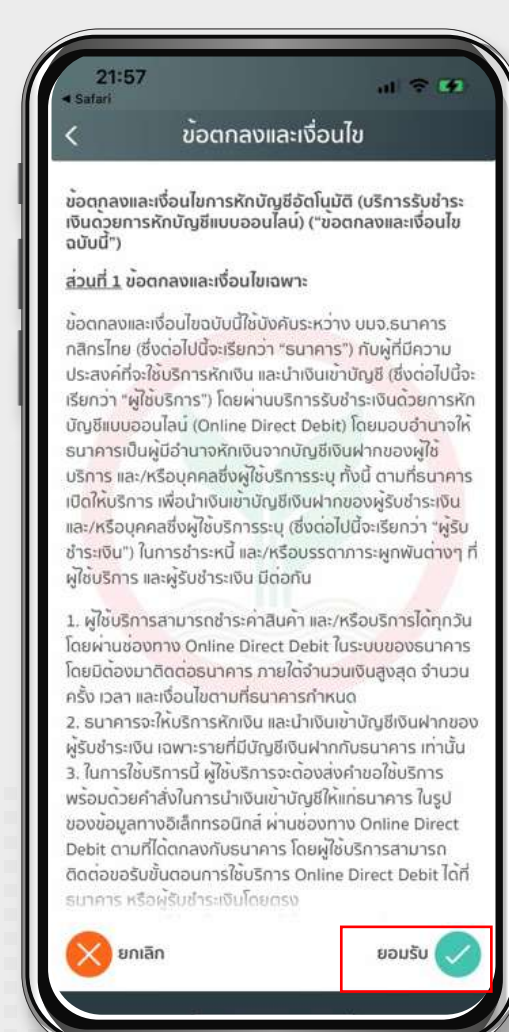 21:57
◂ Safari
ข้อตกลงและเงื่อนไข
ข้อตกลงและเงื่อนไขการหักบัญชีอัตโนมัติ (บริการรับชำระ
เงินด้วยการหักบัญชีแบบออนไลน์) ("ข้อตกลงและเงื่อนไข
ฉบับนี้")
ส่วนที่ 1 ข้อตกลงและเงื่อนไขเฉพาะ
ข้อตกลงและเงื่อนไขฉบับนี้ใช้บังคับระหว่าง บมจ.ธนาคาร
กสิกรไทย (ซึ่งต่อไปนี้จะเรียกว่า "ธนาคาร") กับผู้ที่มีความ
ประสงค์ที่จะใช้บริการหักเงิน และนำเงินเข้าบัญชี (ซึ่งต่อไปนี้จะ
เรียกว่า "ผู้ใช้บริการ") โดยผ่านบริการรับชำระเงินด้วยการหัก
บัญชีแบบออนไลน์ (Online Direct Debit) โดยมอบอำนาจให้
ธนาคารเป็นผู้มีอำนาจหักเงินจากบัญชีเงินฝากของผู้ใช้
บริการ และ/หรือบุคคลซึ่งผู้ใช้บริการระบุ ทั้งนี้ ตามที่ธนาคาร
เปิดให้บริการ เพื่อนำเงินเข้าบัญชีเงินฝากของผู้รับชำระเงิน
และ/หรือบุคคลซึ่งผู้ใช้บริการระบุ (ซึ่งต่อไปนี้จะเรียกว่า "ผู้รับ
ชำระเงิน") ในการชำระหนี้ และ/หรือบรรดาภาระผูกพันต่างๆ ที่
ผู้ใช้บริการ และผู้รับชำระเงิน มีต่อกัน
1. ผู้ใช้บริการสามารถชำระค่าสินค้า และ/หรือบริการได้ทุกวัน
โดยผ่านช่องทาง Online Direct Debit ในระบบของธนาคาร
โดยมิต้องมาติดต่อธนาคาร ภายใต้จำนวนเงินสูงสุด จำนวน
ครั้ง เวลา และเงื่อนไขตามที่ธนาคารกำหนด
2. ธนาคารจะให้บริการหักเงิน และนำเงินเข้าบัญชีเงินฝากของ
ผู้รับชำระเงิน เฉพาะรายที่มีบัญชีเงินฝากกับธนาคาร เท่านั้น
3. ในการใช้บริการนี้ ผู้ใช้บริการจะต้องส่งคำขอใช้บริการ
พร้อมด้วยคำสั่งในการนำเงินเข้าบัญชีให้แก่ธนาคาร ในรูป
ของข้อมูลทางอิเล็กทรอนิกส์ ผ่านช่องทาง Online Direct
Debit ตามที่ได้ตกลงกับธนาคาร โดยผู้ใช้บริการสามารถ
ติดต่อขอรับขั้นตอนการใช้บริการ Online Direct Debit ได้ที่
ธนาคาร หรือผู้รับชำระเงินโดยตรง
ยกเลิก
ยอมรับ